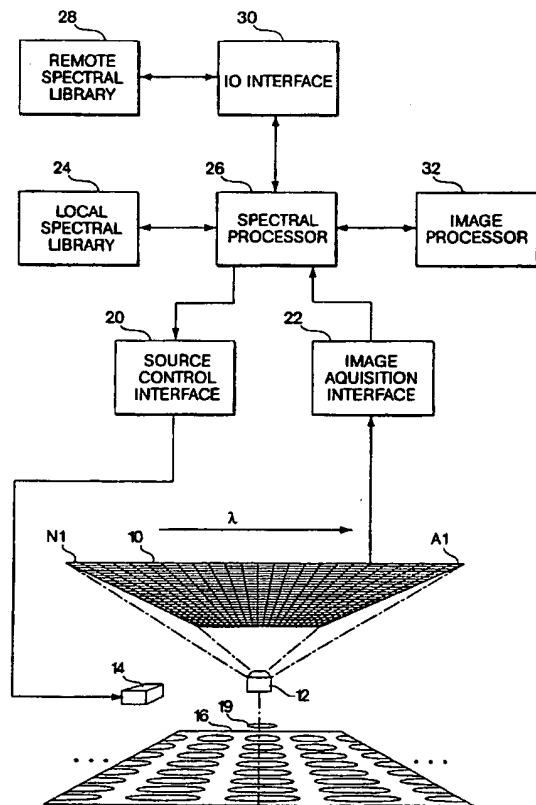 28
REMOTE
SPECTRAL
LIBRARY
30
IO INTERFACE
24
LOCAL
SPECTRAL
LIBRARY
26
SPECTRAL
PROCESSOR
32
IMAGE
PROCESSOR
20
SOURCE
CONTROL
INTERFACE
22
IMAGE
AQUISITION
INTERFACE
λ
N1
10
A1
14
12
19
16